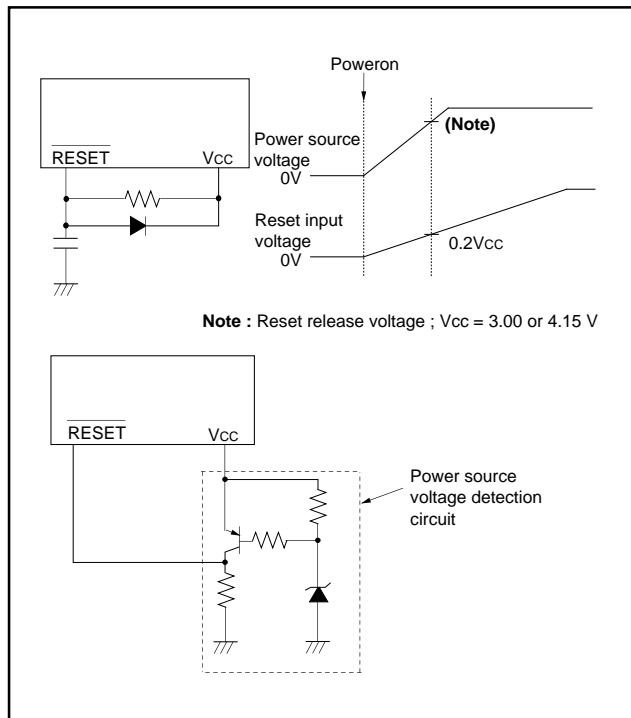 Poweron
RESET
VCC
Power source
voltage
0V
(Note)
Reset input
voltage
0V
0.2VCC
Note : Reset release voltage ; Vcc = 3.00 or 4.15 V
RESET
VCC
Power source
voltage detection
circuit